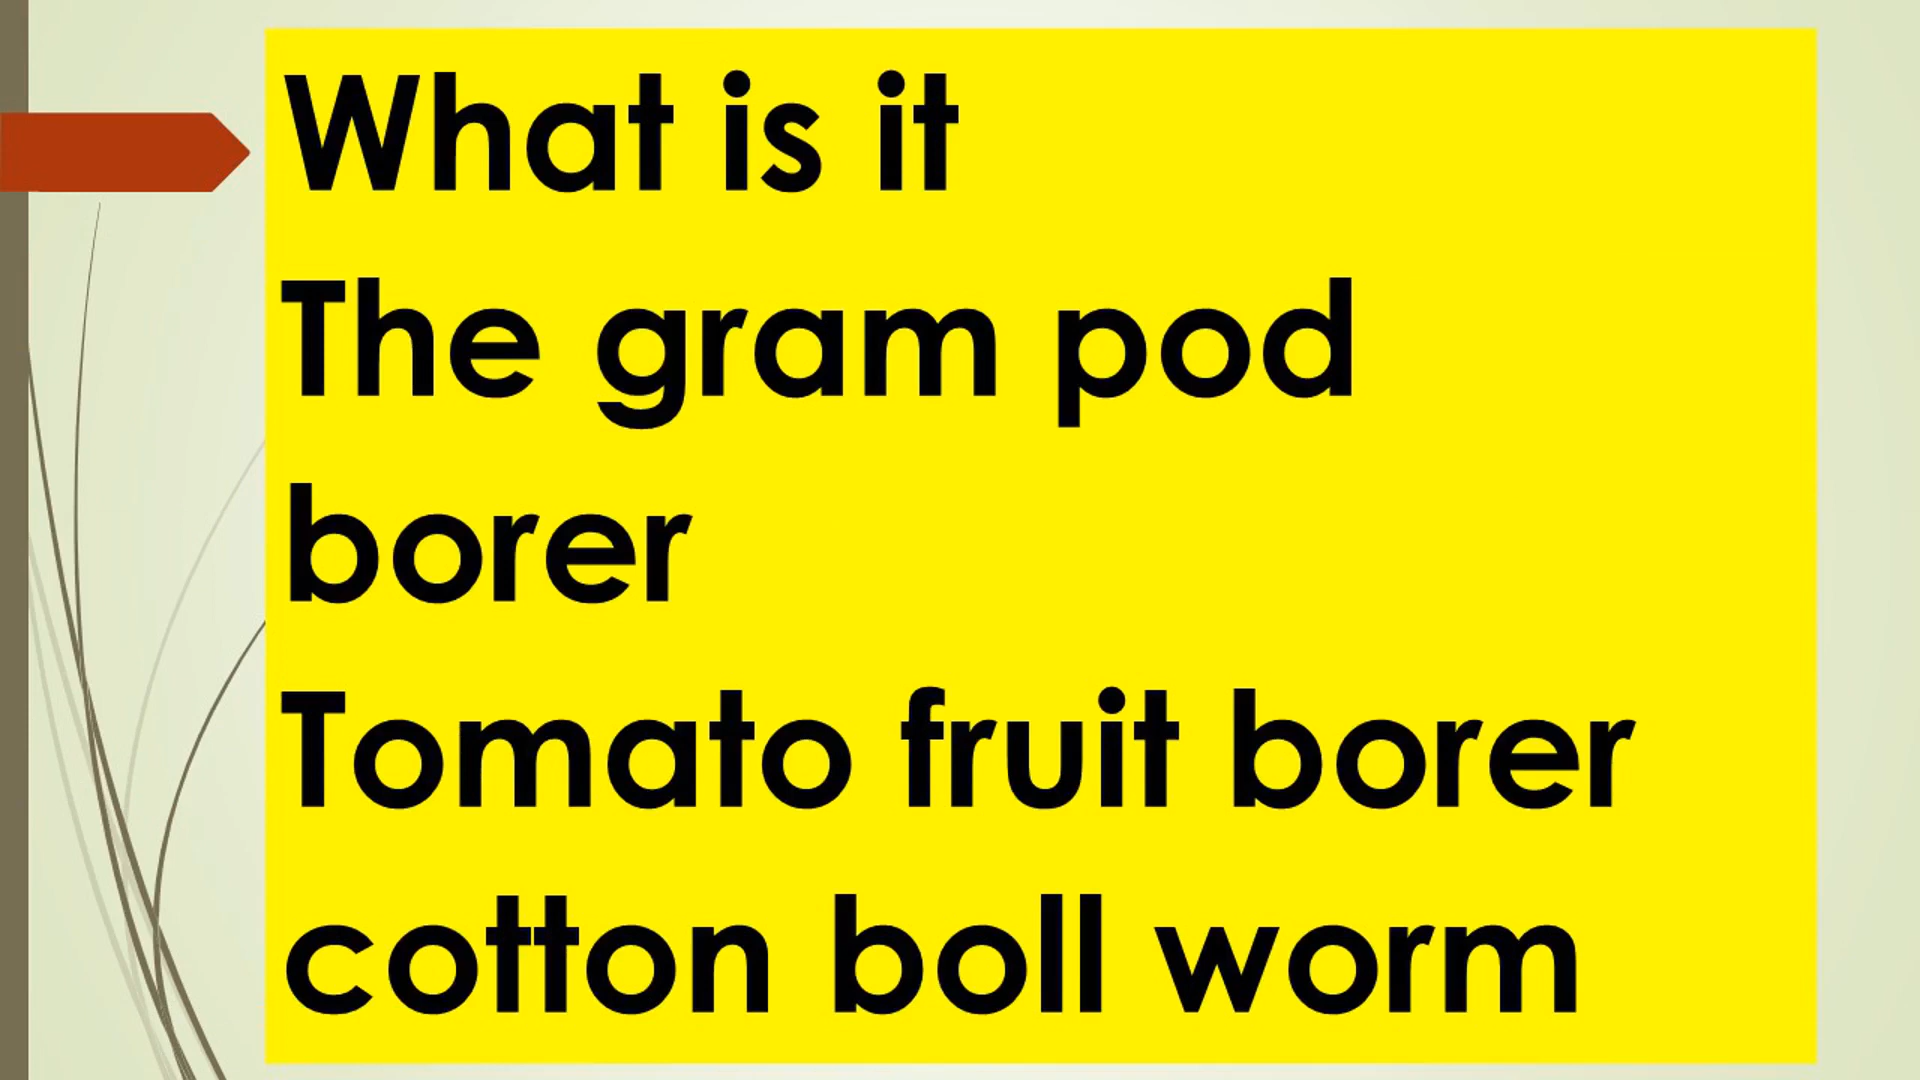 What is it
The gram pod
borer
Tomato fruit borer
cotton boll worm